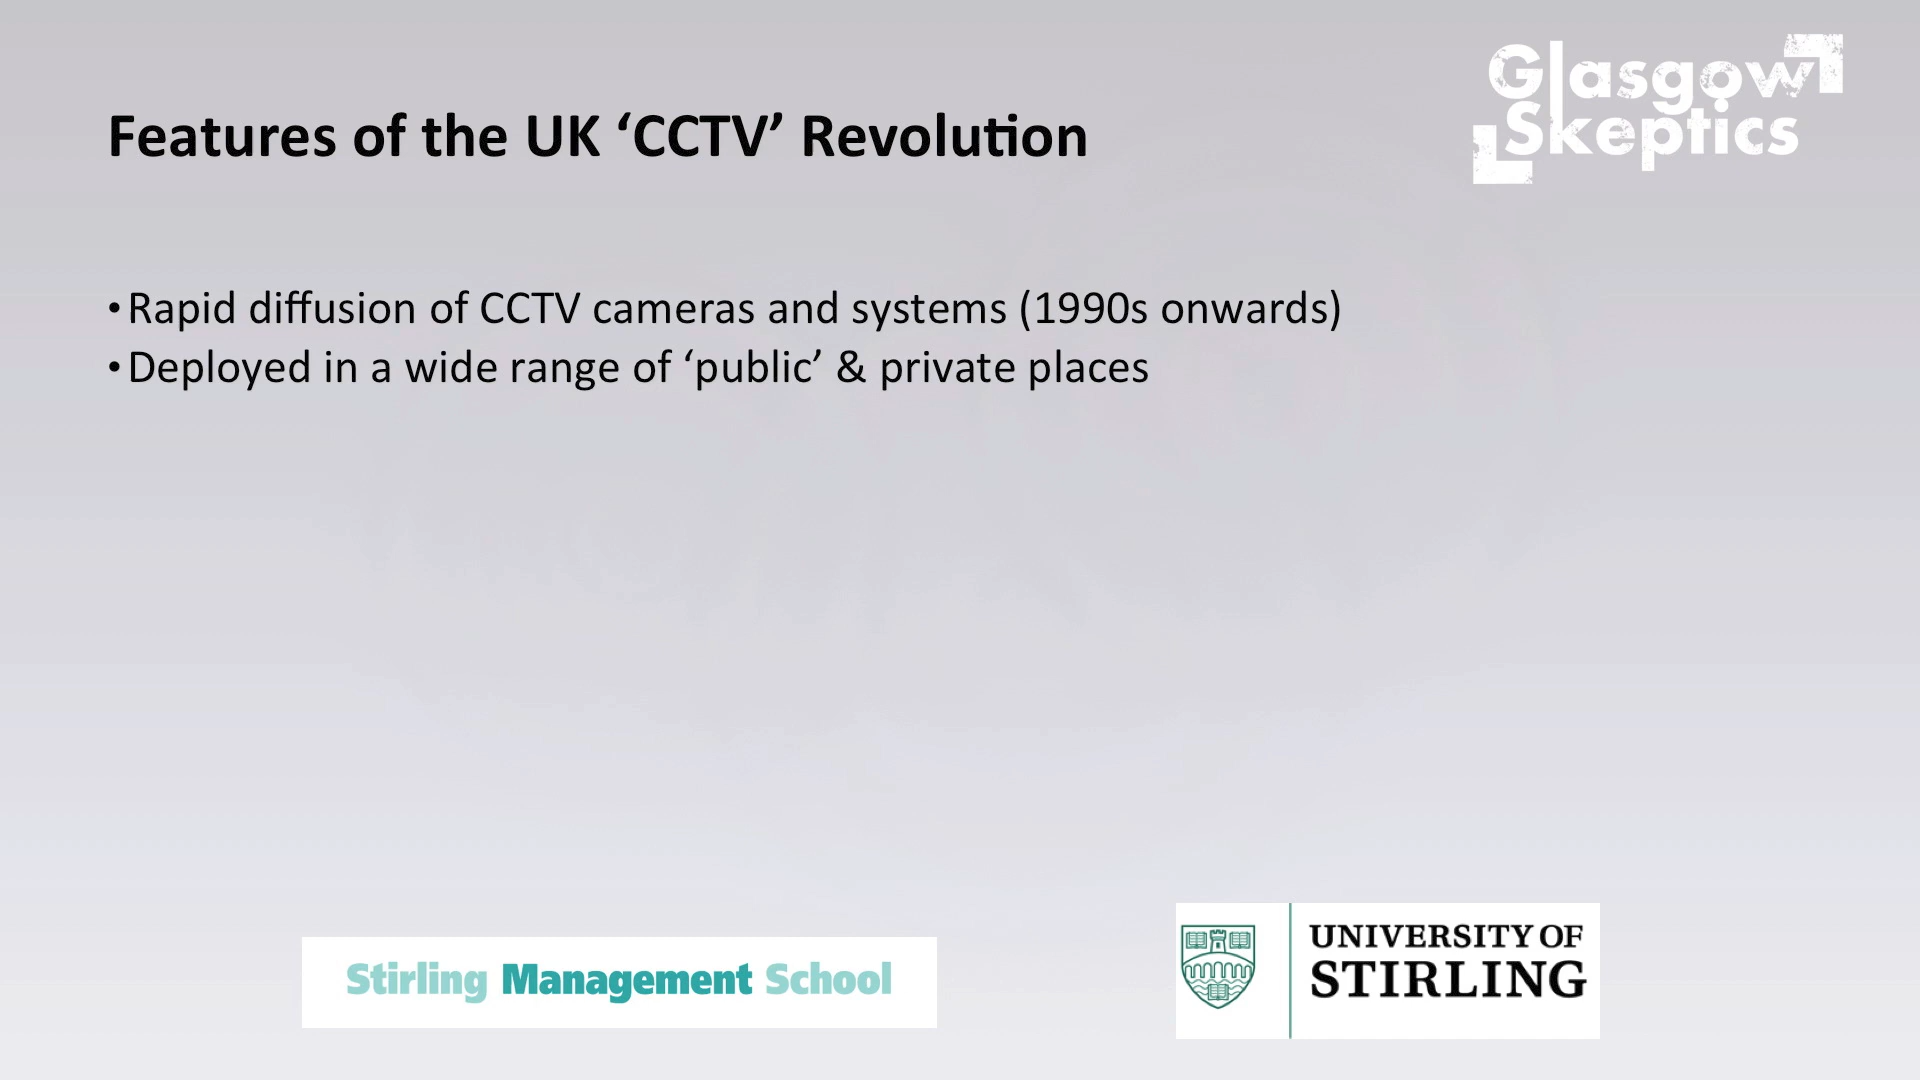 Glasgow
Skeptics
Features of the UK ‘CCTV’ Revolution
• Rapid diffusion of CCTV cameras and systems (1990s onwards)
• Deployed in a wide range of ‘public’ & private places
Stirling Management School
UNIVERSITY OF
STIRLING